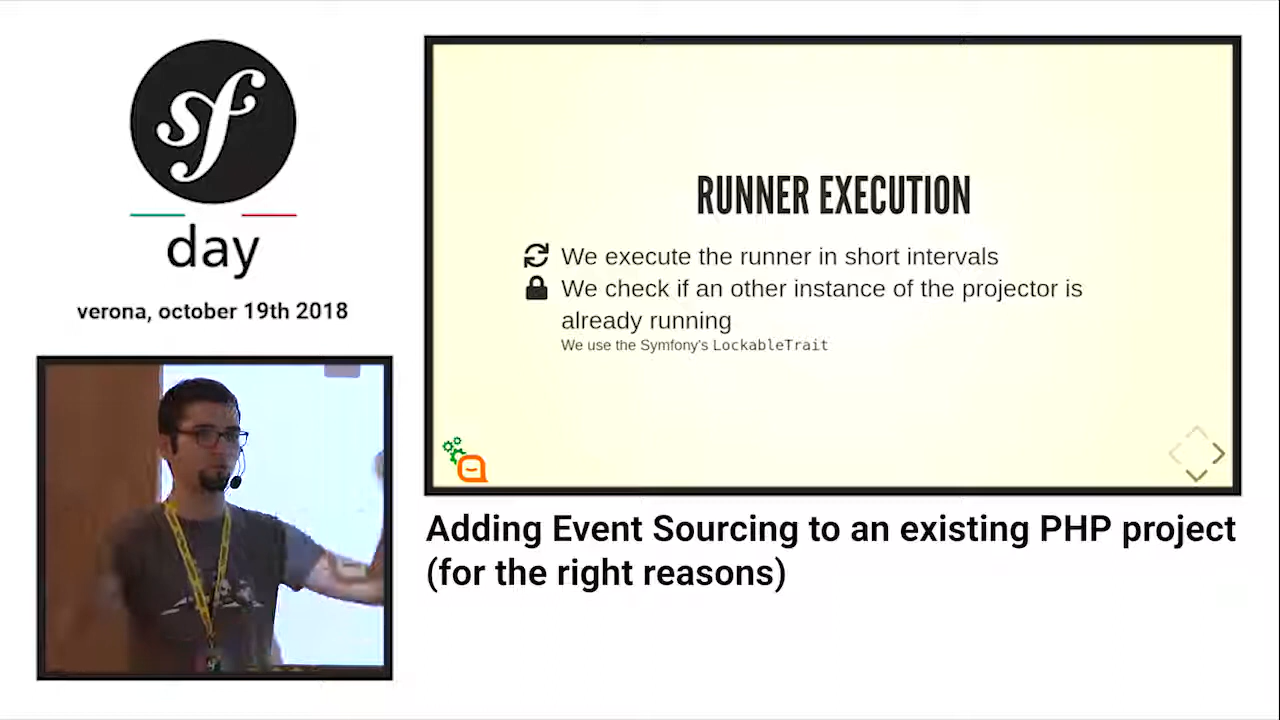 sf
day
verona, october 19th 2018
RUNNER EXECUTION
We execute the runner in short intervals
We check if an other instance of the projector is
already running
We use the Symfony's LockableTrait
Adding Event Sourcing to an existing PHP project
(for the right reasons)